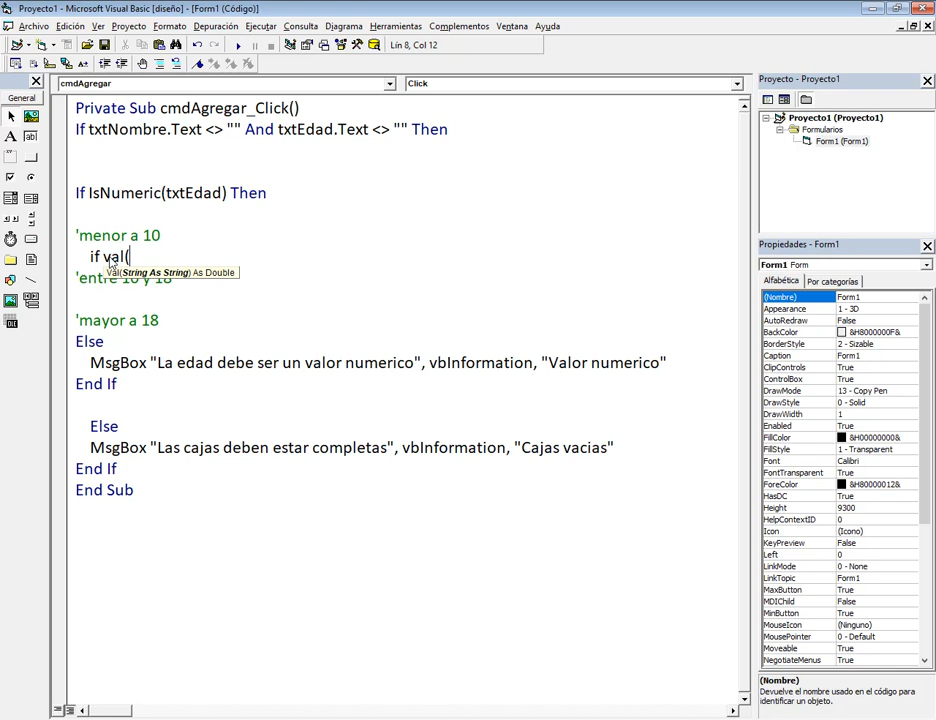 Proyecto1 - Microsoft Visual Basic [diseño] - [Form1 (Código)]
Archivo Edición Ver Proyecto Formato Depuración Ejecutar Consulta Diagrama Herramientas Complementos Ventana Ayuda
Lín 8, Col 12
General
cmdAgregar
Click
Private Sub cmdAgregar_Click()
If txtNombre.Text <> "" And txtEdad.Text <> "" Then
If IsNumeric(txtEdad) Then
'menor a 10
if val(
Val(String As String) As Double
'entre 10 y 18
'mayor a 18
Else
MsgBox "La edad debe ser un valor numerico", vbInformation, "Valor numerico"
End If
Else
MsgBox "Las cajas deben estar completas", vbInformation, "Cajas vacias"
End If
End Sub
Proyecto - Proyecto1
Proyecto1 (Proyecto1)
Formularios
Form1 (Form1)
Propiedades - Form1
Form1 Form
Alfabética Por categorías
(Nombre) Form1
Appearance 1 - 3D
AutoRedraw False
BackColor &H8000000F&
BorderStyle 2 - Sizable
Caption Form1
ClipControls True
ControlBox True
DrawMode 13 - Copy Pen
DrawStyle 0 - Solid
DrawWidth 1
Enabled True
FillColor &H00000000&
FillStyle 1 - Transparent
Font Calibri
FontTransparent True
ForeColor &H80000012&
HasDC True
Height 9300
HelpContextID 0
Icon (Icono)
KeyPreview False
Left 0
LinkMode 0 - None
LinkTopic Form1
MaxButton True
MDIChild False
MinButton True
MouseIcon (Ninguno)
MousePointer 0 - Default
Moveable True
NegotiateMenus True
(Nombre)
Devuelve el nombre usado en el código para identificar un objeto.